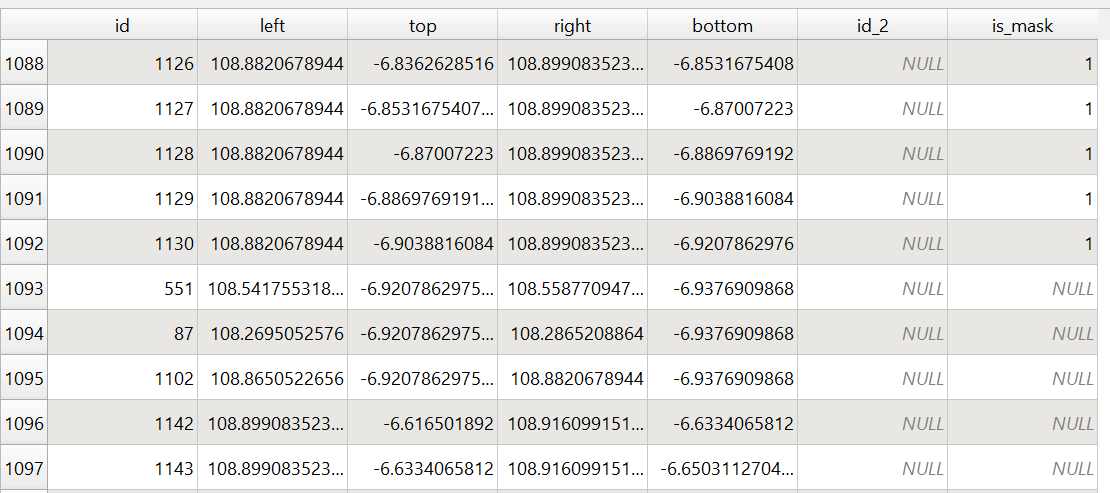 id left top right bottom id_2 is_mask
1088 1126 108.8820678944 -6.8362628516 108.899083523... -6.8531675408 NULL 1
1089 1127 108.8820678944 -6.8531675407... 108.899083523... -6.87007223 NULL 1
1090 1128 108.8820678944 -6.87007223 108.899083523... -6.8869769192 NULL 1
1091 1129 108.8820678944 -6.8869769191... 108.899083523... -6.9038816084 NULL 1
1092 1130 108.8820678944 -6.9038816084 108.899083523... -6.9207862976 NULL 1
1093 551 108.541755318... -6.9207862975... 108.558770947... -6.9376909868 NULL NULL
1094 87 108.2695052576 -6.9207862975... 108.2865208864 -6.9376909868 NULL NULL
1095 1102 108.8650522656 -6.9207862975... 108.8820678944 -6.9376909868 NULL NULL
1096 1142 108.899083523... -6.616501892 108.916099151... -6.6334065812 NULL NULL
1097 1143 108.899083523... -6.6334065812 108.916099151... -6.6503112704... NULL NULL